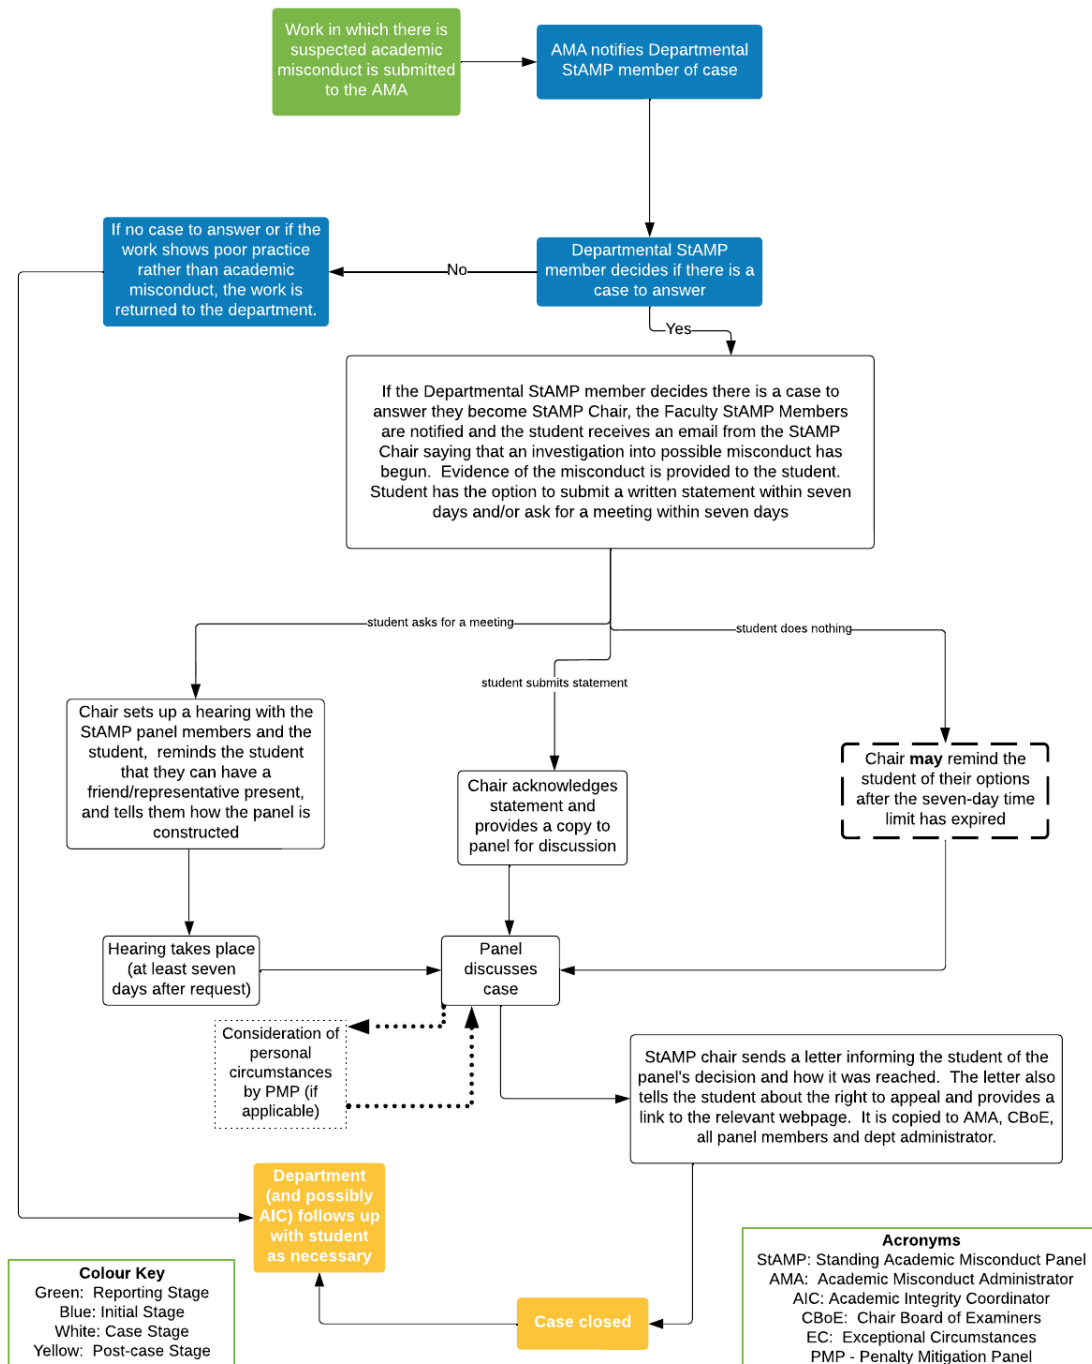 Work in which there is
suspected academic
misconduct is submitted
to the AMA
AMA notifies Departmental
StAMP member of case
If no case to answer or if the
work shows poor practice
rather than academic
misconduct, the work is
returned to the department.
No
Departmental StAMP
member decides if there is a
case to answer
Yes
If the Departmental StAMP member decides there is a case to
answer they become StAMP Chair, the Faculty StAMP Members
are notified and the student receives an email from the StAMP
Chair saying that an investigation into possible misconduct has
begun. Evidence of the misconduct is provided to the student.
Student has the option to submit a written statement within seven
days and/or ask for a meeting within seven days
student asks for a meeting
student does nothing
student submits statement
Chair sets up a hearing with the
StAMP panel members and the
student, reminds the student
that they can have a
friend/representative present,
and tells them how the panel is
constructed
Chair acknowledges
statement and
provides a copy to
panel for discussion
Chair may remind the
student of their options
after the seven-day time
limit has expired
Hearing takes place
(at least seven
days after request)
Panel
discusses
case
Consideration of
personal
circumstances
by PMP (if
applicable)
StAMP chair sends a letter informing the student of the
panel's decision and how it was reached. The letter also
tells the student about the right to appeal and provides a
link to the relevant webpage. It is copied to AMA, CBoE,
all panel members and dept administrator.
Department
(and possibly
AIC) follows up
with student
as necessary
Case closed
Colour Key
Green: Reporting Stage
Blue: Initial Stage
White: Case Stage
Yellow: Post-case Stage
Acronyms
StAMP: Standing Academic Misconduct Panel
AMA: Academic Misconduct Administrator
AIC: Academic Integrity Coordinator
CBoE: Chair Board of Examiners
EC: Exceptional Circumstances
PMP - Penalty Mitigation Panel